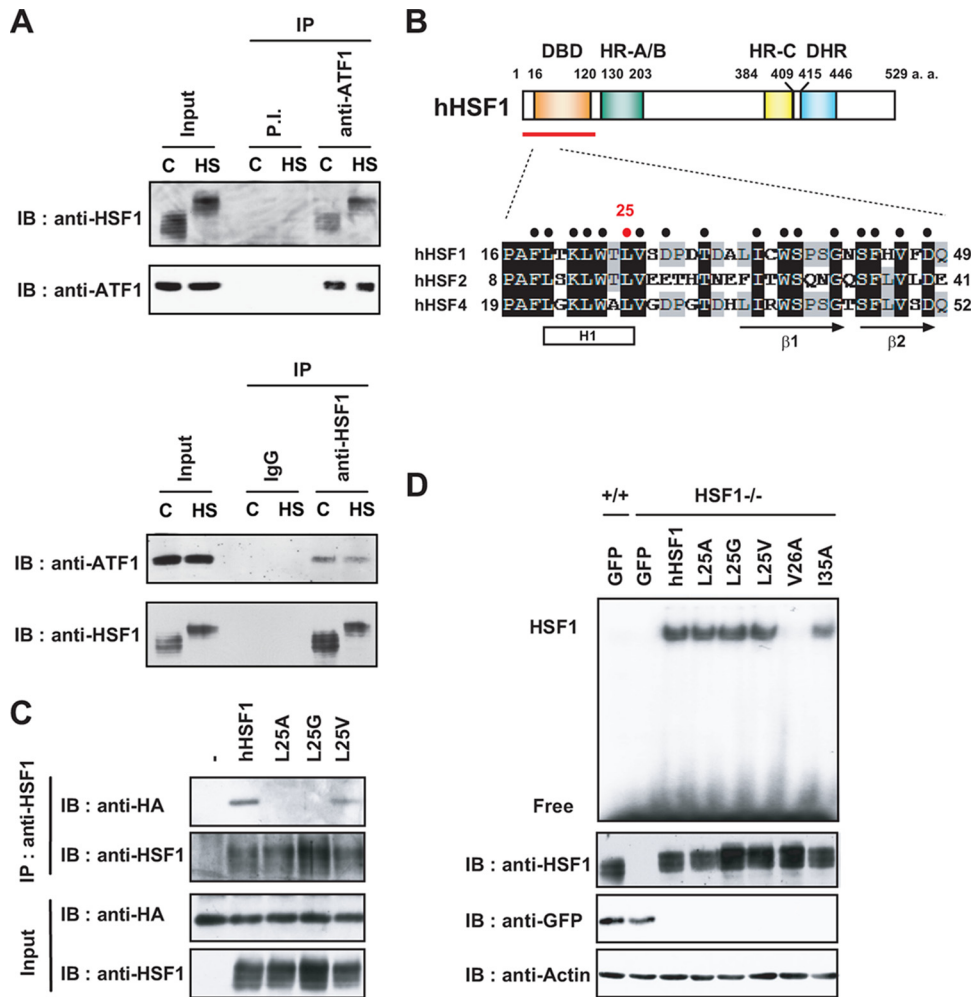 A
IP
Input
P.I.
anti-ATF1
C HS C HS C HS
IB : anti-HSF1
IB : anti-ATF1
IP
Input
IgG
anti-HSF1
C HS C HS C HS
IB : anti-ATF1
IB : anti-HSF1
B
DBD HR-A/B HR-C DHR
1 16 120 130 203 384 409 415 446 529 a. a.
hHSF1
25
hHSF1 16 PAFLTKLWTLVSDPDTDALICWSPSGNSFHVFDQ 49
hHSF2 8 PAFLSKLWTLVEETHTNEFITWSQNGQSFLVLDE 41
hHSF4 19 PAFLGKLWALVGDPGTDHLIRWSPSGTSFLVSDQ 52
H1 β1 β2
C
- hHSF1 L25A L25G L25V
IP : anti-HSF1
IB : anti-HA
IB : anti-HSF1
Input
IB : anti-HA
IB : anti-HSF1
D
+/+ HSF1-/-
GFP GFP hHSF1 L25A L25G L25V V26A I35A
HSF1
Free
IB : anti-HSF1
IB : anti-GFP
IB : anti-Actin